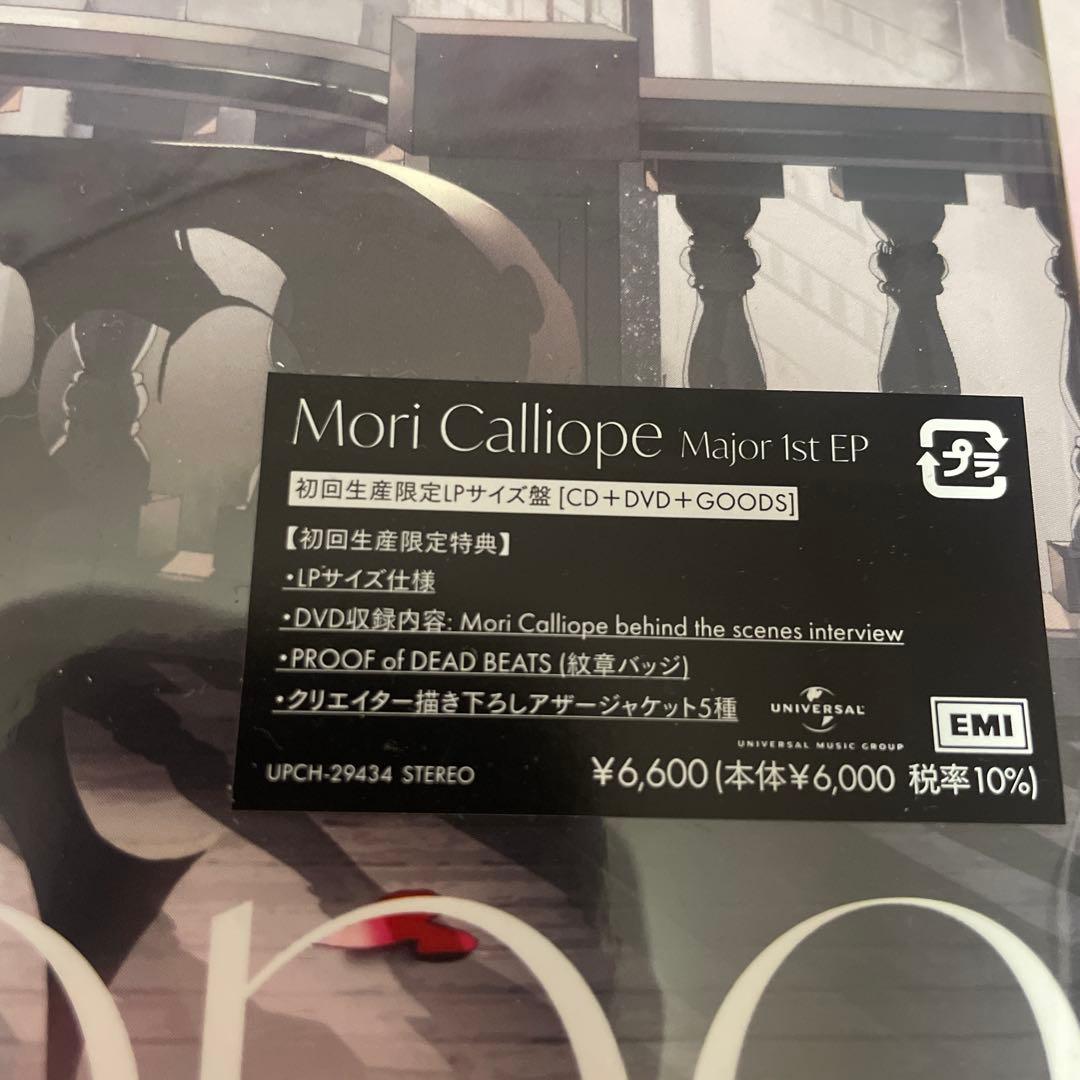 Mori Calliope Major 1st EP
プラ
初回生産限定LPサイズ盤 [CD+DVD+GOODS]
【初回生産限定特典】
・LPサイズ仕様
・DVD収録内容: Mori Calliope behind the scenes interview
・PROOF of DEAD BEATS (紋章バッジ)
・クリエイター描き下ろしアザージャケット5種
UNIVERSAL
UNIVERSAL MUSIC GROUP
EMI
UPCH-29434 STEREO
¥6,600(本体¥6,000 税率10%)